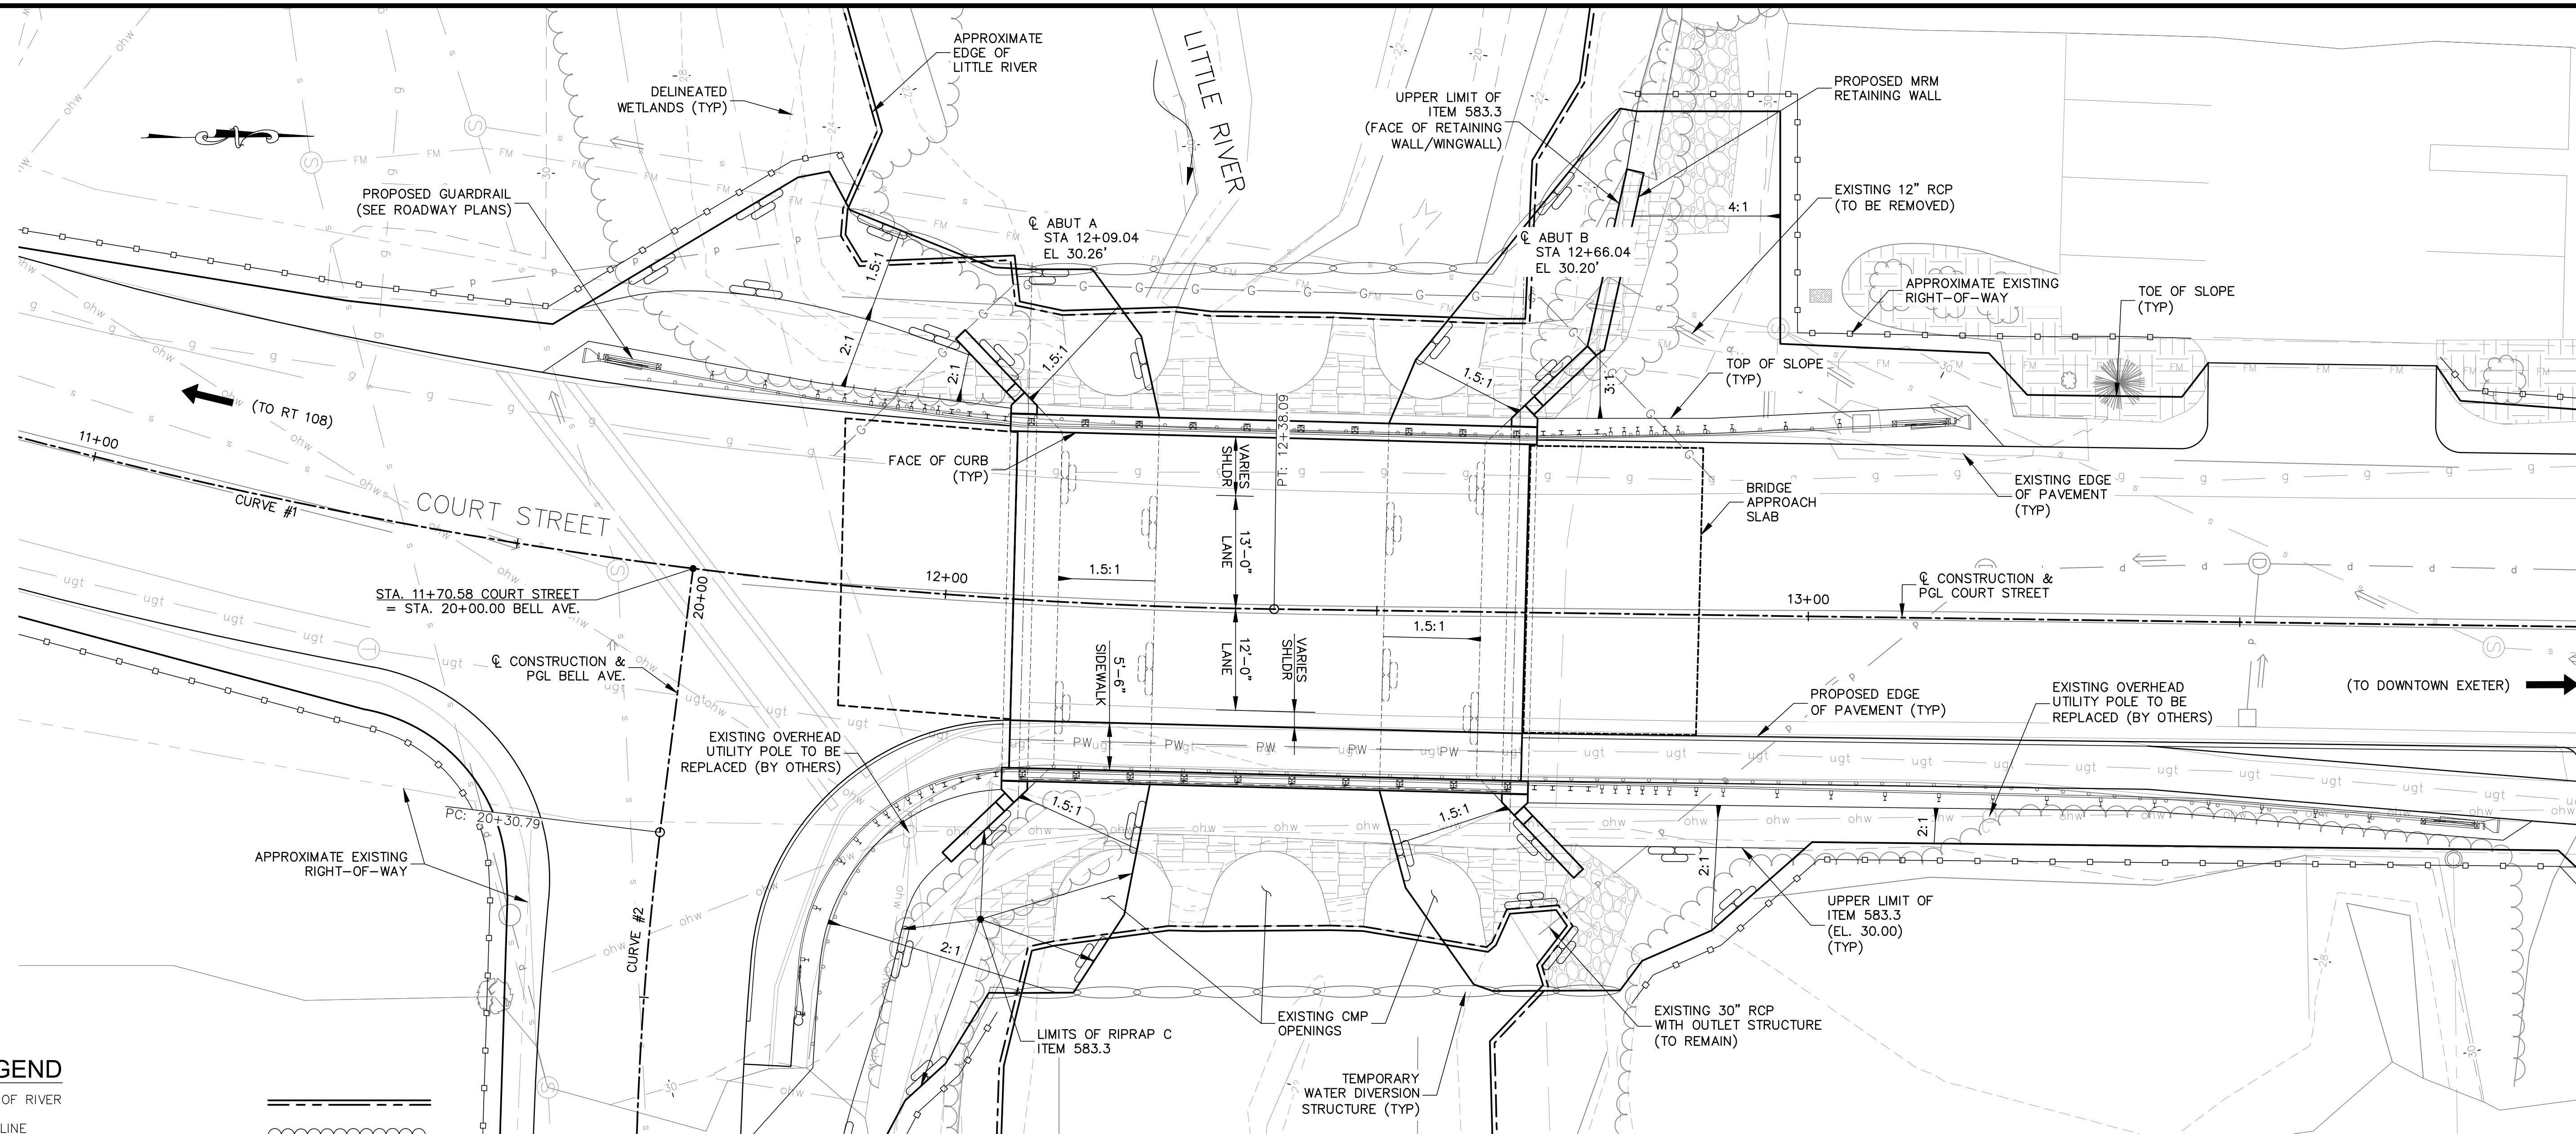 APPROXIMATE
EDGE OF
LITTLE RIVER
DELINEATED
WETLANDS (TYP)
LITTLE RIVER
UPPER LIMIT OF
ITEM 583.3
(FACE OF RETAINING
WALL/WINGWALL)
PROPOSED MRM
RETAINING WALL
PROPOSED GUARDRAIL
(SEE ROADWAY PLANS)
℄ ABUT A
STA 12+09.04
EL 30.26'
℄ ABUT B
STA 12+66.04
EL 30.20'
4:1
EXISTING 12" RCP
(TO BE REMOVED)
APPROXIMATE EXISTING
RIGHT-OF-WAY
TOE OF SLOPE
(TYP)
1.5:1
2:1
2:1
1.5:1
1.5:1
3:1
TOP OF SLOPE
(TYP)
(TO RT 108)
11+00
CURVE #1
COURT STREET
FACE OF CURB
(TYP)
VARIES
SHLDR
PT: 12+38.09
BRIDGE
APPROACH
SLAB
EXISTING EDGE
OF PAVEMENT
(TYP)
13'-0"
LANE
1.5:1
12+00
STA. 11+70.58 COURT STREET
= STA. 20+00.00 BELL AVE.
20+00
13+00
℄ CONSTRUCTION &
PGL COURT STREET
1.5:1
℄ CONSTRUCTION &
PGL BELL AVE.
5'-6"
SIDEWALK
12'-0"
LANE
VARIES
SHLDR
PROPOSED EDGE
OF PAVEMENT (TYP)
EXISTING OVERHEAD
UTILITY POLE TO BE
REPLACED (BY OTHERS)
(TO DOWNTOWN EXETER)
EXISTING OVERHEAD
UTILITY POLE TO BE
REPLACED (BY OTHERS)
PW PW PW PW PW
PC: 20+30.79
1.5:1
1.5:1
2:1
2:1
APPROXIMATE EXISTING
RIGHT-OF-WAY
CURVE #2
2:1
UPPER LIMIT OF
ITEM 583.3
(EL. 30.00)
(TYP)
LIMITS OF RIPRAP C
ITEM 583.3
EXISTING CMP
OPENINGS
EXISTING 30" RCP
WITH OUTLET STRUCTURE
(TO REMAIN)
TEMPORARY
WATER DIVERSION
STRUCTURE (TYP)
GEND
OF RIVER
LINE